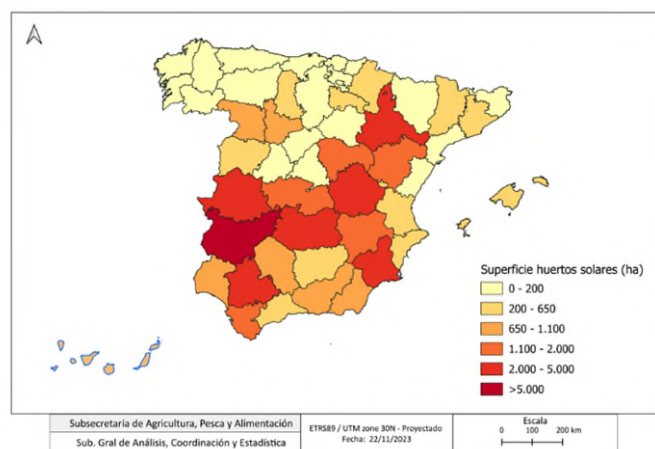 Superficie huertos solares (ha)
0 - 200
200 - 650
650 - 1.100
1.100 - 2.000
2.000 - 5.000
>5.000
Subsecretaría de Agricultura, Pesca y Alimentación
Sub. Gral de Análisis, Coordinación y Estadística
ETRS89 / UTM zone 30N - Proyectado
Fecha: 22/11/2023
Escala
0 100 200 km